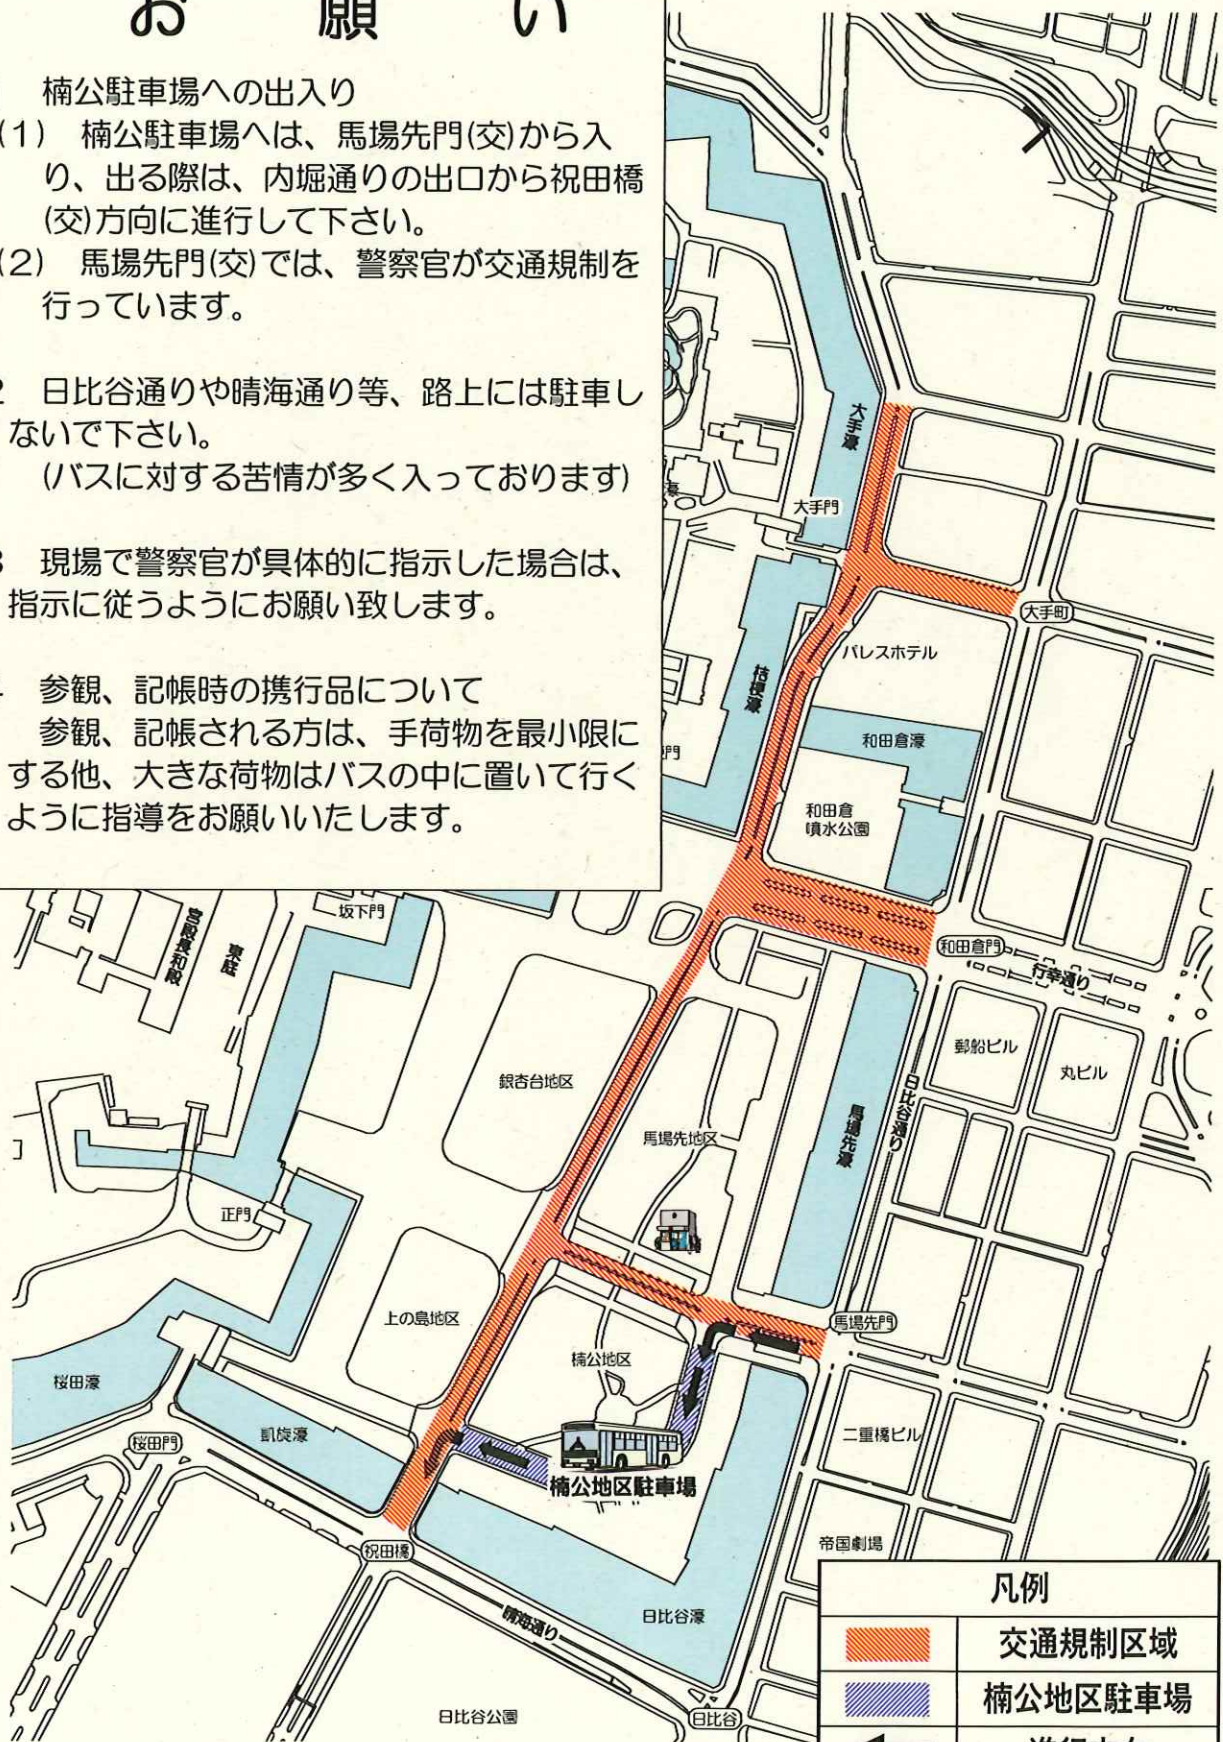 お願い
楠公駐車場への出入り
(1) 楠公駐車場へは、馬場先門(交)から入
り、出る際は、内堀通りの出口から祝田橋
(交)方向に進行して下さい。
(2) 馬場先門(交)では、警察官が交通規制を
行っています。
2 日比谷通りや晴海通り等、路上には駐車し
ないで下さい。
(バスに対する苦情が多く入っております)
3 現場で警察官が具体的に指示した場合は、
指示に従うようにお願い致します。
参観、記帳時の携行品について
参観、記帳される方は、手荷物を最小限に
する他、大きな荷物はバスの中に置いて行く
ように指導をお願いいたします。
大手濠
濠
大手門
大手町
パレスホテル
桔梗濠
和田倉濠
門
和田倉
噴水公園
坂下門
宮殿長和殿
東庭
和田倉門
行幸通り
郵船ビル
丸ビル
銀杏台地区
日比谷通り
馬場先濠
馬場先地区
正門
上の島地区
馬場先門
楠公地区
桜田濠
凱旋濠
桜田門
二重橋ビル
楠公地区駐車場
祝田橋
帝国劇場
晴海通り
日比谷濠
日比谷公園
日比谷
凡例
交通規制区域
楠公地区駐車場
進行方向